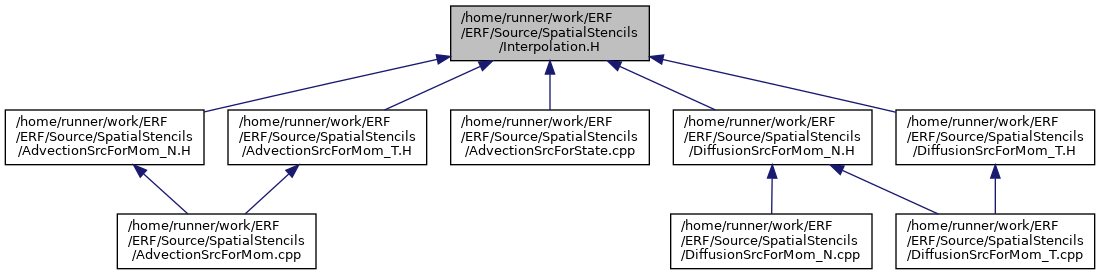 /home/runner/work/ERF
/ERF/Source/SpatialStencils
/Interpolation.H
/home/runner/work/ERF
/ERF/Source/SpatialStencils
/AdvectionSrcForMom_N.H
/home/runner/work/ERF
/ERF/Source/SpatialStencils
/AdvectionSrcForMom_T.H
/home/runner/work/ERF
/ERF/Source/SpatialStencils
/AdvectionSrcForState.cpp
/home/runner/work/ERF
/ERF/Source/SpatialStencils
/DiffusionSrcForMom_N.H
/home/runner/work/ERF
/ERF/Source/SpatialStencils
/DiffusionSrcForMom_T.H
/home/runner/work/ERF
/ERF/Source/SpatialStencils
/AdvectionSrcForMom.cpp
/home/runner/work/ERF
/ERF/Source/SpatialStencils
/DiffusionSrcForMom_N.cpp
/home/runner/work/ERF
/ERF/Source/SpatialStencils
/DiffusionSrcForMom_T.cpp